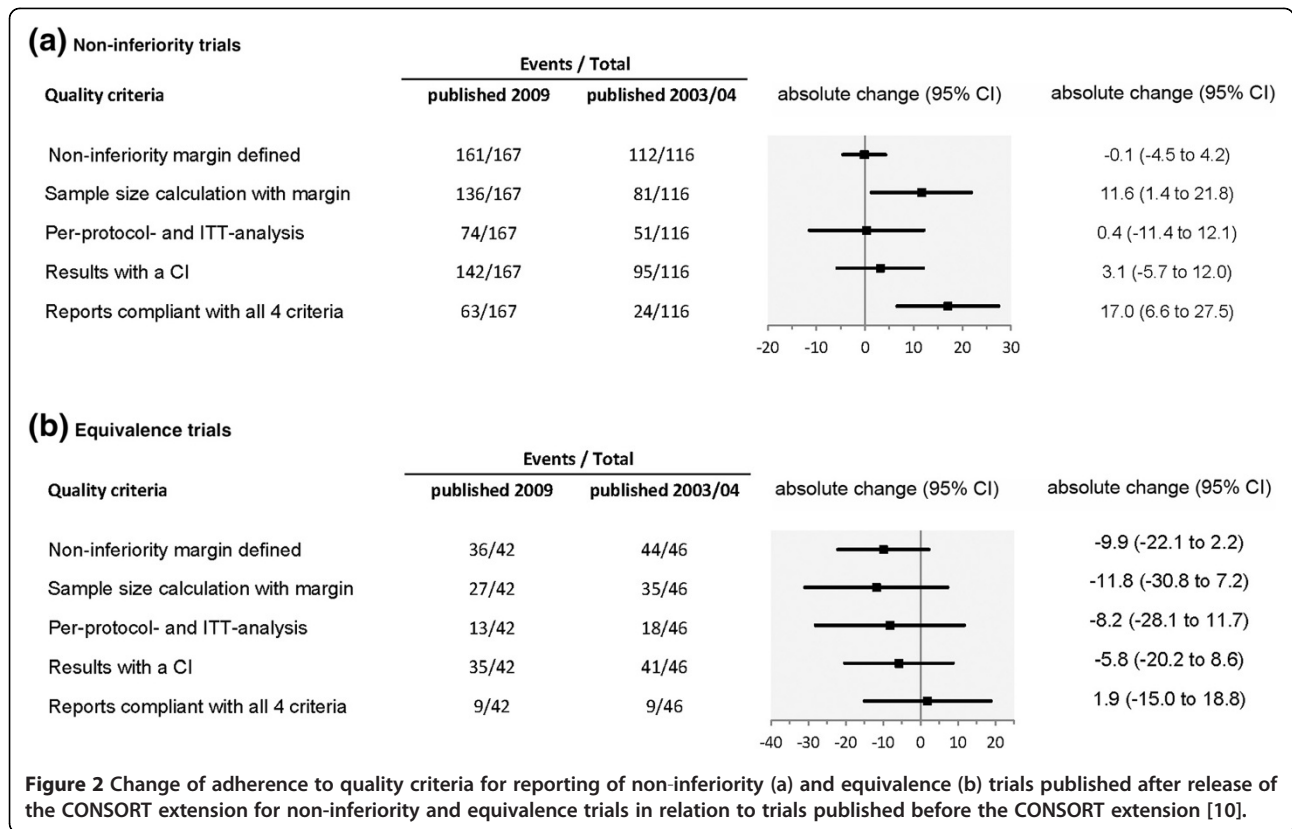 (a) Non-inferiority trials
Events / Total
Quality criteria published 2009 published 2003/04 absolute change (95% CI) absolute change (95% CI)
Non-inferiority margin defined 161/167 112/116 -0.1 (-4.5 to 4.2)
Sample size calculation with margin 136/167 81/116 11.6 (1.4 to 21.8)
Per-protocol- and ITT-analysis 74/167 51/116 0.4 (-11.4 to 12.1)
Results with a CI 142/167 95/116 3.1 (-5.7 to 12.0)
Reports compliant with all 4 criteria 63/167 24/116 17.0 (6.6 to 27.5)
-20 -10 0 10 20 30
(b) Equivalence trials
Events / Total
Quality criteria published 2009 published 2003/04 absolute change (95% CI) absolute change (95% CI)
Non-inferiority margin defined 36/42 44/46 -9.9 (-22.1 to 2.2)
Sample size calculation with margin 27/42 35/46 -11.8 (-30.8 to 7.2)
Per-protocol- and ITT-analysis 13/42 18/46 -8.2 (-28.1 to 11.7)
Results with a CI 35/42 41/46 -5.8 (-20.2 to 8.6)
Reports compliant with all 4 criteria 9/42 9/46 1.9 (-15.0 to 18.8)
-40 -30 -20 -10 0 10 20
Figure 2 Change of adherence to quality criteria for reporting of non-inferiority (a) and equivalence (b) trials published after release of
the CONSORT extension for non-inferiority and equivalence trials in relation to trials published before the CONSORT extension [10].